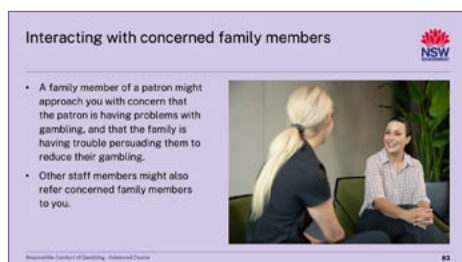 Interacting with concerned family members
NSW
GOVERNMENT
• A family member of a patron might
approach you with concern that
the patron is having problems with
gambling, and that the family is
having trouble persuading them to
reduce their gambling.
• Other staff members might also
refer concerned family members
to you.
Responsible Conduct of Gambling - Advanced Course
83